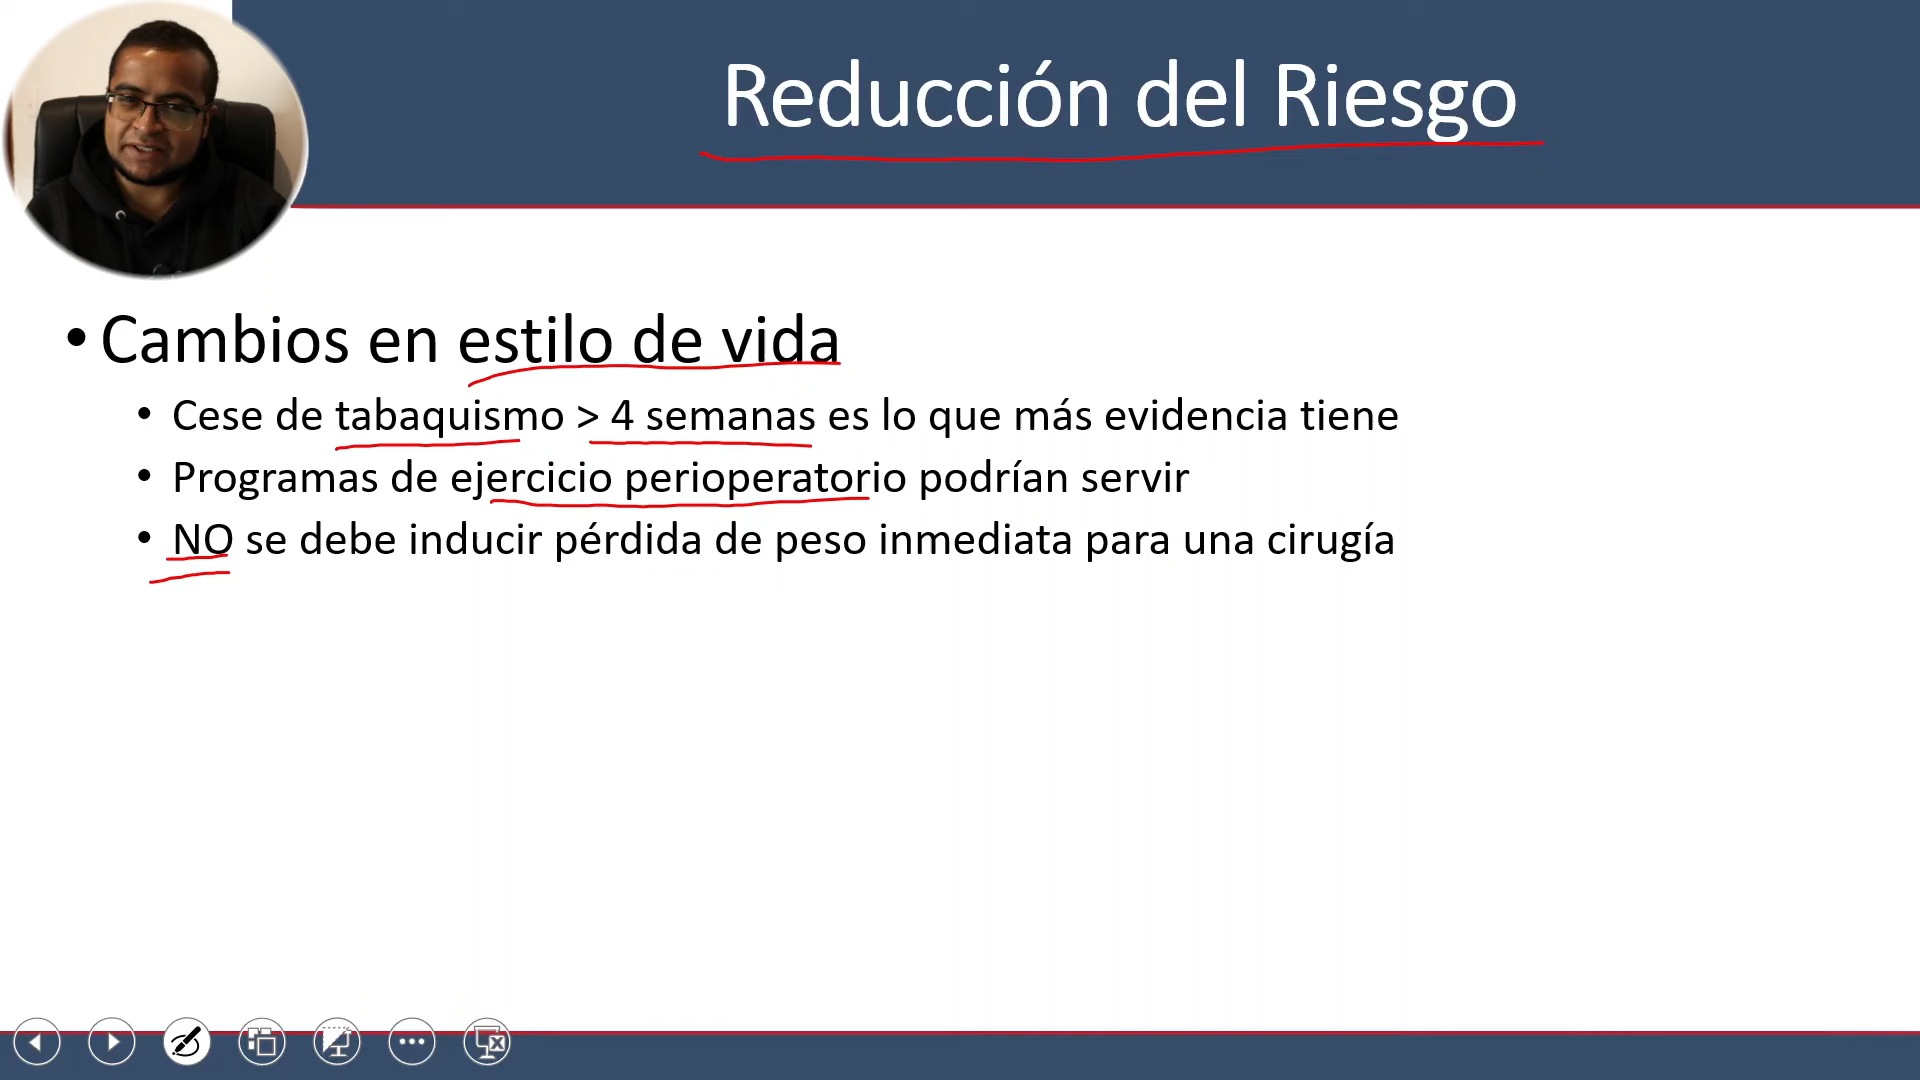 Reducción del Riesgo
• Cambios en estilo de vida
• Cese de tabaquismo > 4 semanas es lo que más evidencia tiene
• Programas de ejercicio perioperatorio podrían servir
• NO se debe inducir pérdida de peso inmediata para una cirugía